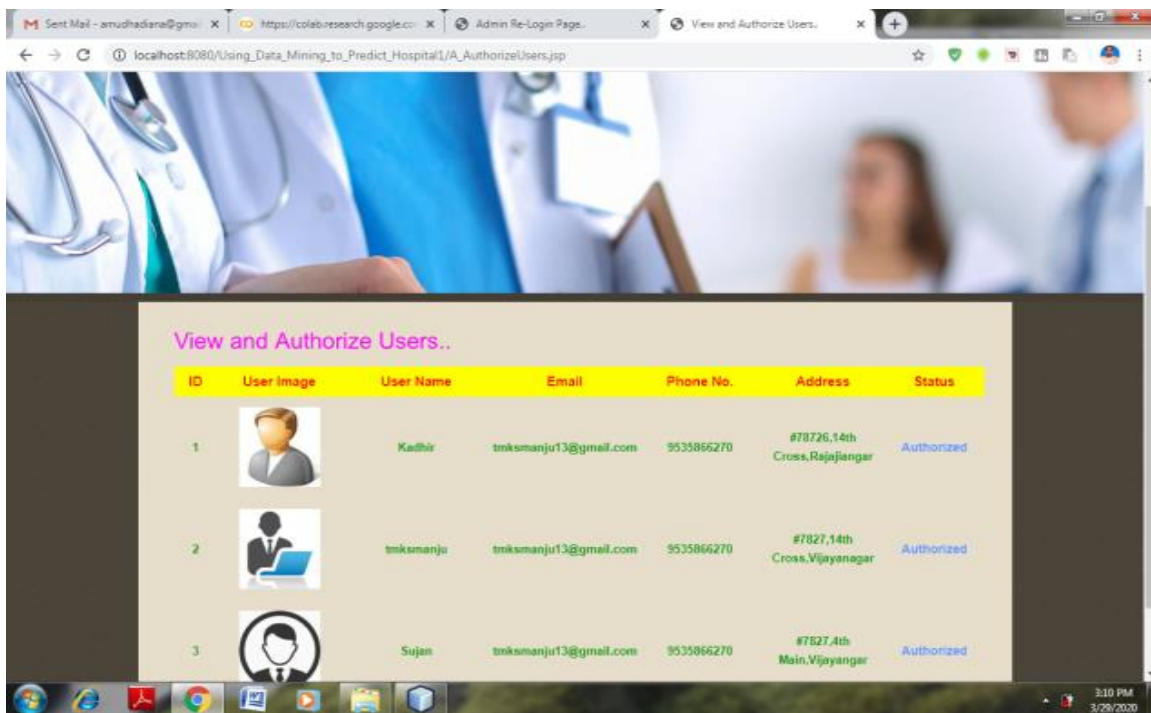 Sent Mail - amudhadiana@gmai
https://colab.research.google.co
Admin Re-Login Page..
View and Authorize Users..
localhost:8080/Using_Data_Mining_to_Predict_Hospital1/A_AuthorizeUsers.jsp
View and Authorize Users..
ID User Image User Name Email Phone No. Address Status
1 Kadhir tmksmanju13@gmail.com 9535866270 #78726,14th Cross,Rajajiangar Authorized
2 tmksmanju tmksmanju13@gmail.com 9535866270 #7827,14th Cross,Vijayanagar Authorized
3 Sujan tmksmanju13@gmail.com 9535866270 #7827,4th Main,Vijayangar Authorized
3:10 PM
3/29/2020